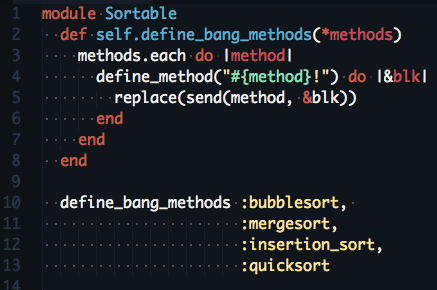 1 module Sortable
2   def self.define_bang_methods(*methods)
3     methods.each do |method|
4       define_method("#{method}!") do |&blk|
5         replace(send(method, &blk))
6       end
7     end
8   end
9
10   define_bang_methods :bubblesort,
11                       :mergesort,
12                       :insertion_sort,
13                       :quicksort
14